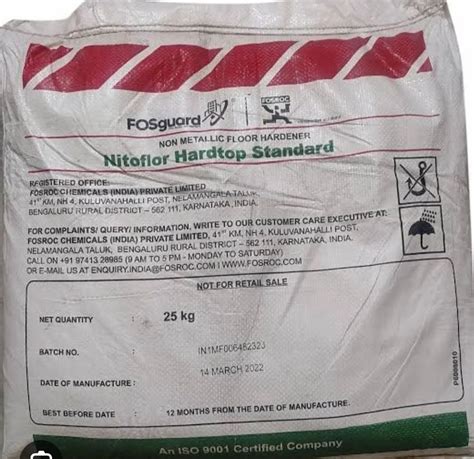 FOSguard
FOSROC
NON METALLIC FLOOR HARDENER
Nitoflor Hardtop Standard
REGISTERED OFFICE:
FOSROC CHEMICALS (INDIA) PRIVATE LIMITED
41ST KM, NH 4, KULUVANAHALLI POST, NELAMANGALA TALUK,
BENGALURU RURAL DISTRICT – 562 111, KARNATAKA, INDIA.
FOR COMPLAINTS/ QUERY/ INFORMATION, WRITE TO OUR CUSTOMER CARE EXECUTIVE AT:
FOSROC CHEMICALS (INDIA) PRIVATE LIMITED, 41ST KM, NH 4, KULUVANAHALLI POST,
NELAMANGALA TALUK, BENGALURU RURAL DISTRICT – 562 111, KARNATAKA, INDIA.
CALL ON +91 97413 28985 (9 AM TO 5 PM - MONDAY TO SATURDAY)
OR E-MAIL US AT ENQUIRY.INDIA@FOSROC.COM I WWW.FOSROC.COM
NOT FOR RETAIL SALE
NET QUANTITY : 25 kg
BATCH NO. :
DATE OF MANUFACTURE : 14 MARCH 2022
BEST BEFORE DATE : 12 MONTHS FROM THE DATE OF MANUFACTURE
An ISO 9001 Certified Company